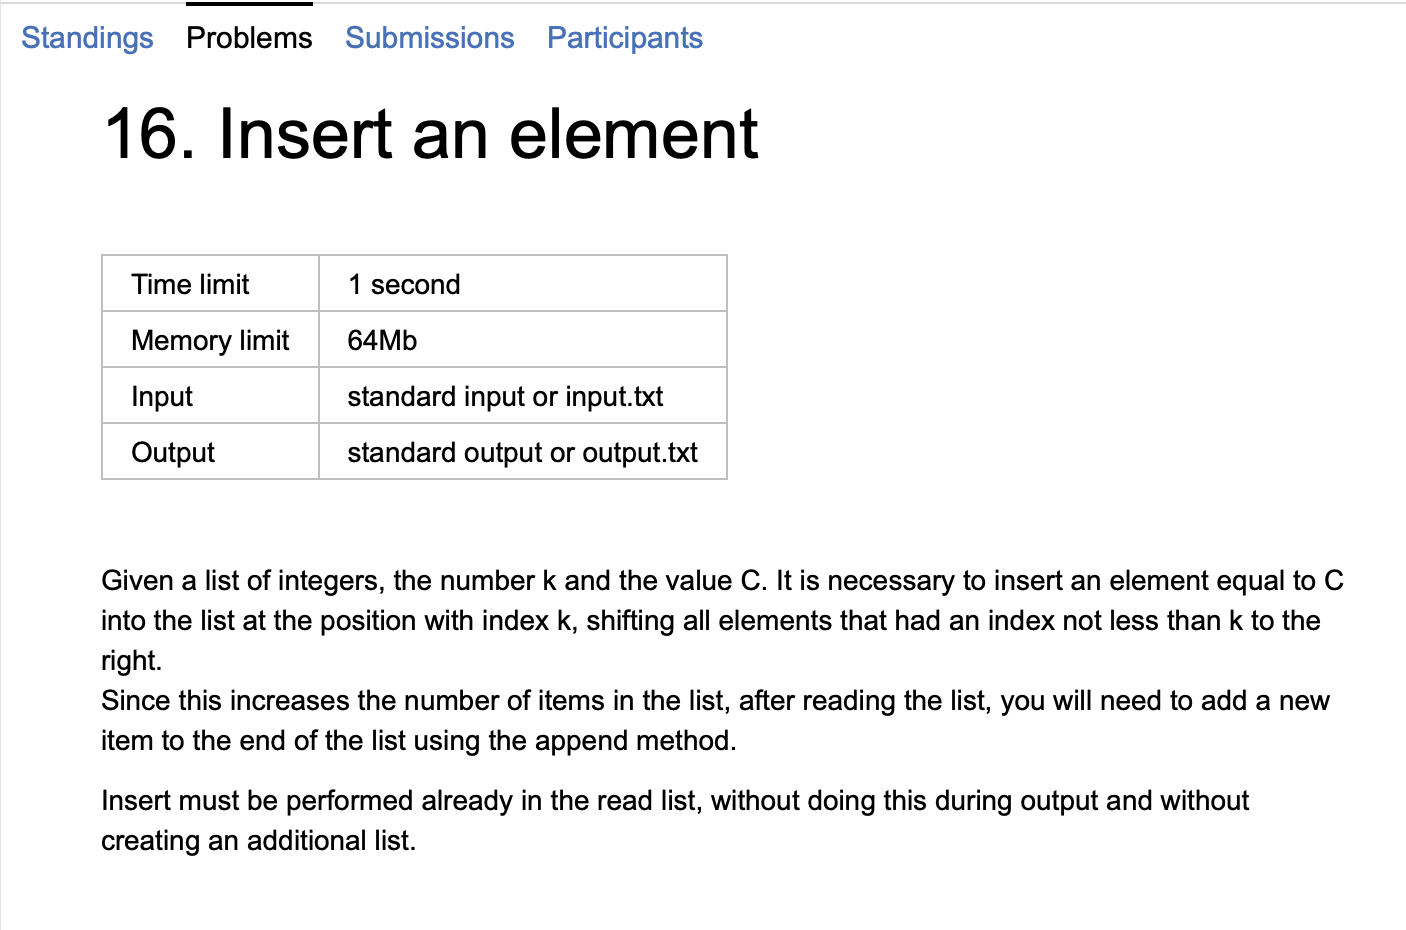 Standings Problems Submissions Participants
16. Insert an element
Time limit 1 second
Memory limit 64Mb
Input standard input or input.txt
Output standard output or output.txt
Given a list of integers, the number k and the value C. It is necessary to insert an element equal to C
into the list at the position with index k, shifting all elements that had an index not less than k to the
right.
Since this increases the number of items in the list, after reading the list, you will need to add a new
item to the end of the list using the append method.
Insert must be performed already in the read list, without doing this during output and without
creating an additional list.